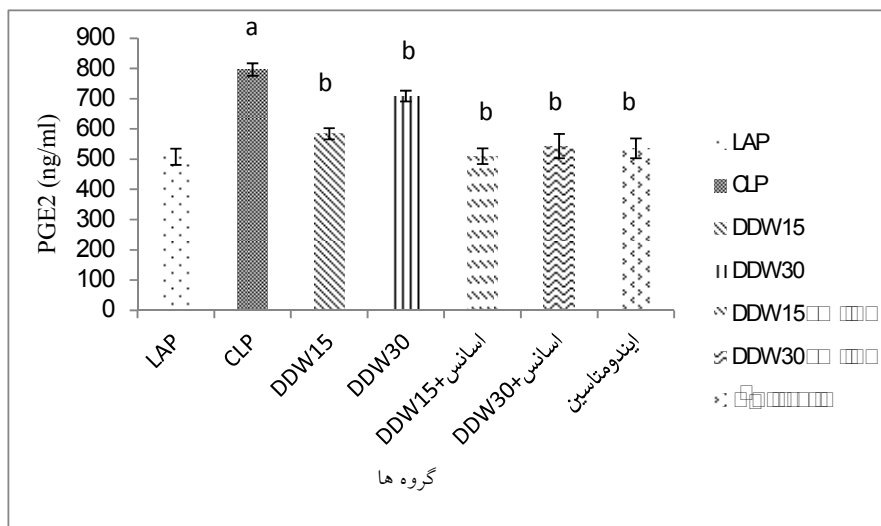 PGE2 (ng/ml)
900
800
700
600
500
400
300
200
100
0
a
b
b
b
b
b
LAP
CLP
DDW15
DDW30
DDW15+اسانس
DDW30+اسانس
ایندومتاسین
گروه ها
LAP
CLP
DDW15
DDW30
DDW15
DDW30